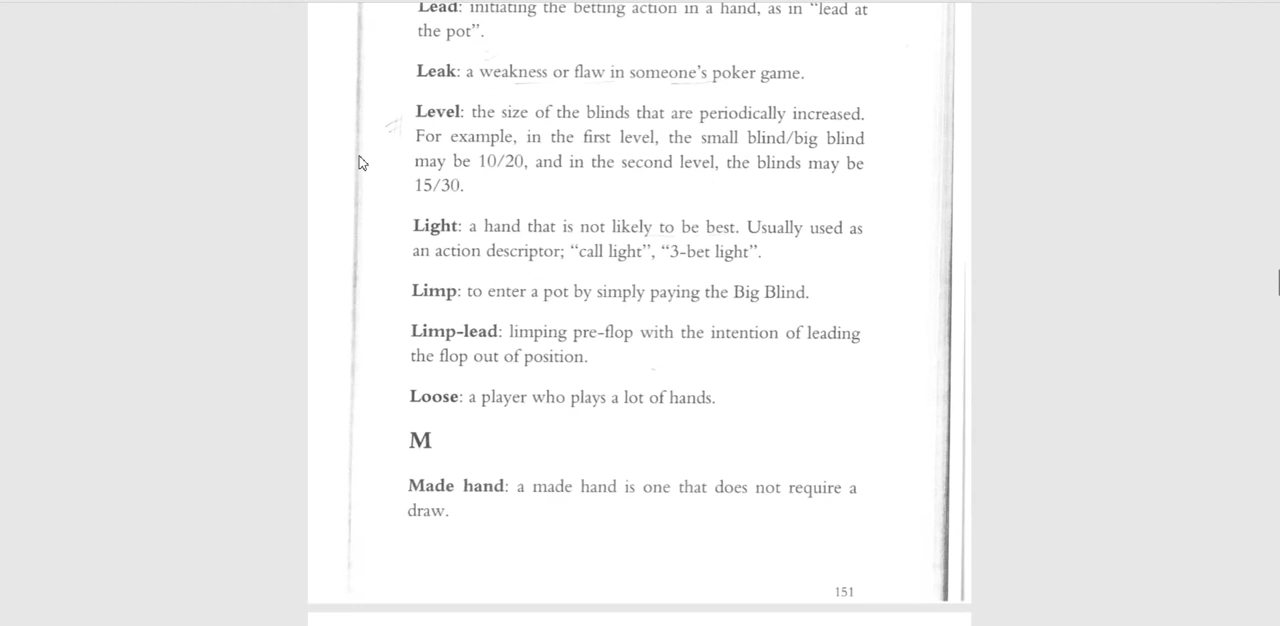 Lead: initiating the betting action in a hand, as in “lead at
the pot”.
Leak: a weakness or flaw in someone’s poker game.
Level: the size of the blinds that are periodically increased.
For example, in the first level, the small blind/big blind
may be 10/20, and in the second level, the blinds may be
15/30.
Light: a hand that is not likely to be best. Usually used as
an action descriptor; “call light”, “3-bet light”.
Limp: to enter a pot by simply paying the Big Blind.
Limp-lead: limping pre-flop with the intention of leading
the flop out of position.
Loose: a player who plays a lot of hands.
M
Made hand: a made hand is one that does not require a
draw.
151